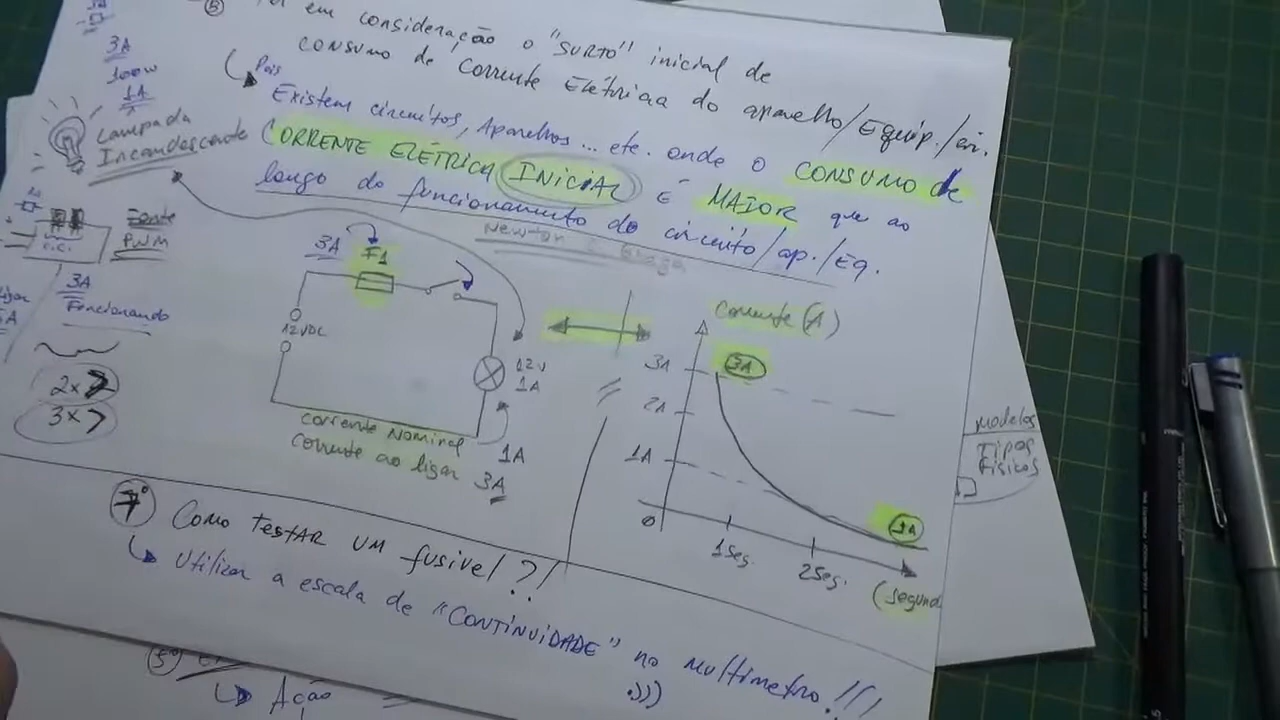 em consideração o "SURTO" inicial de
CONSUMO de Corrente Elétrica do aparelho/Equip./
Pois
Existem circuitos, Aparelhos... etc. onde o CONSUMO de
CORRENTE ELÉTRICA INICIAL É MAIOR que ao
longo do funcionamento do circuito/ap./Eq.
3A
100w
1A
Lampada
Incandescente
Fonte
PWM
C.C.
3A
Funcionando
2x
3x
3A
F1
12VDC
12V
1A
Corrente Nominal
1A
Corrente ao ligar
3A
Corrente (A)
3A
3A
2A
1A
0
1Seg.
2Seg.
1A
(segund
Modelos
Tipos
Físicos
7º Como TESTAR UM fusivel?!
Utilizar a escala de "CONTINUIDADE" no multímetro!!!
.)))
5º
Ação